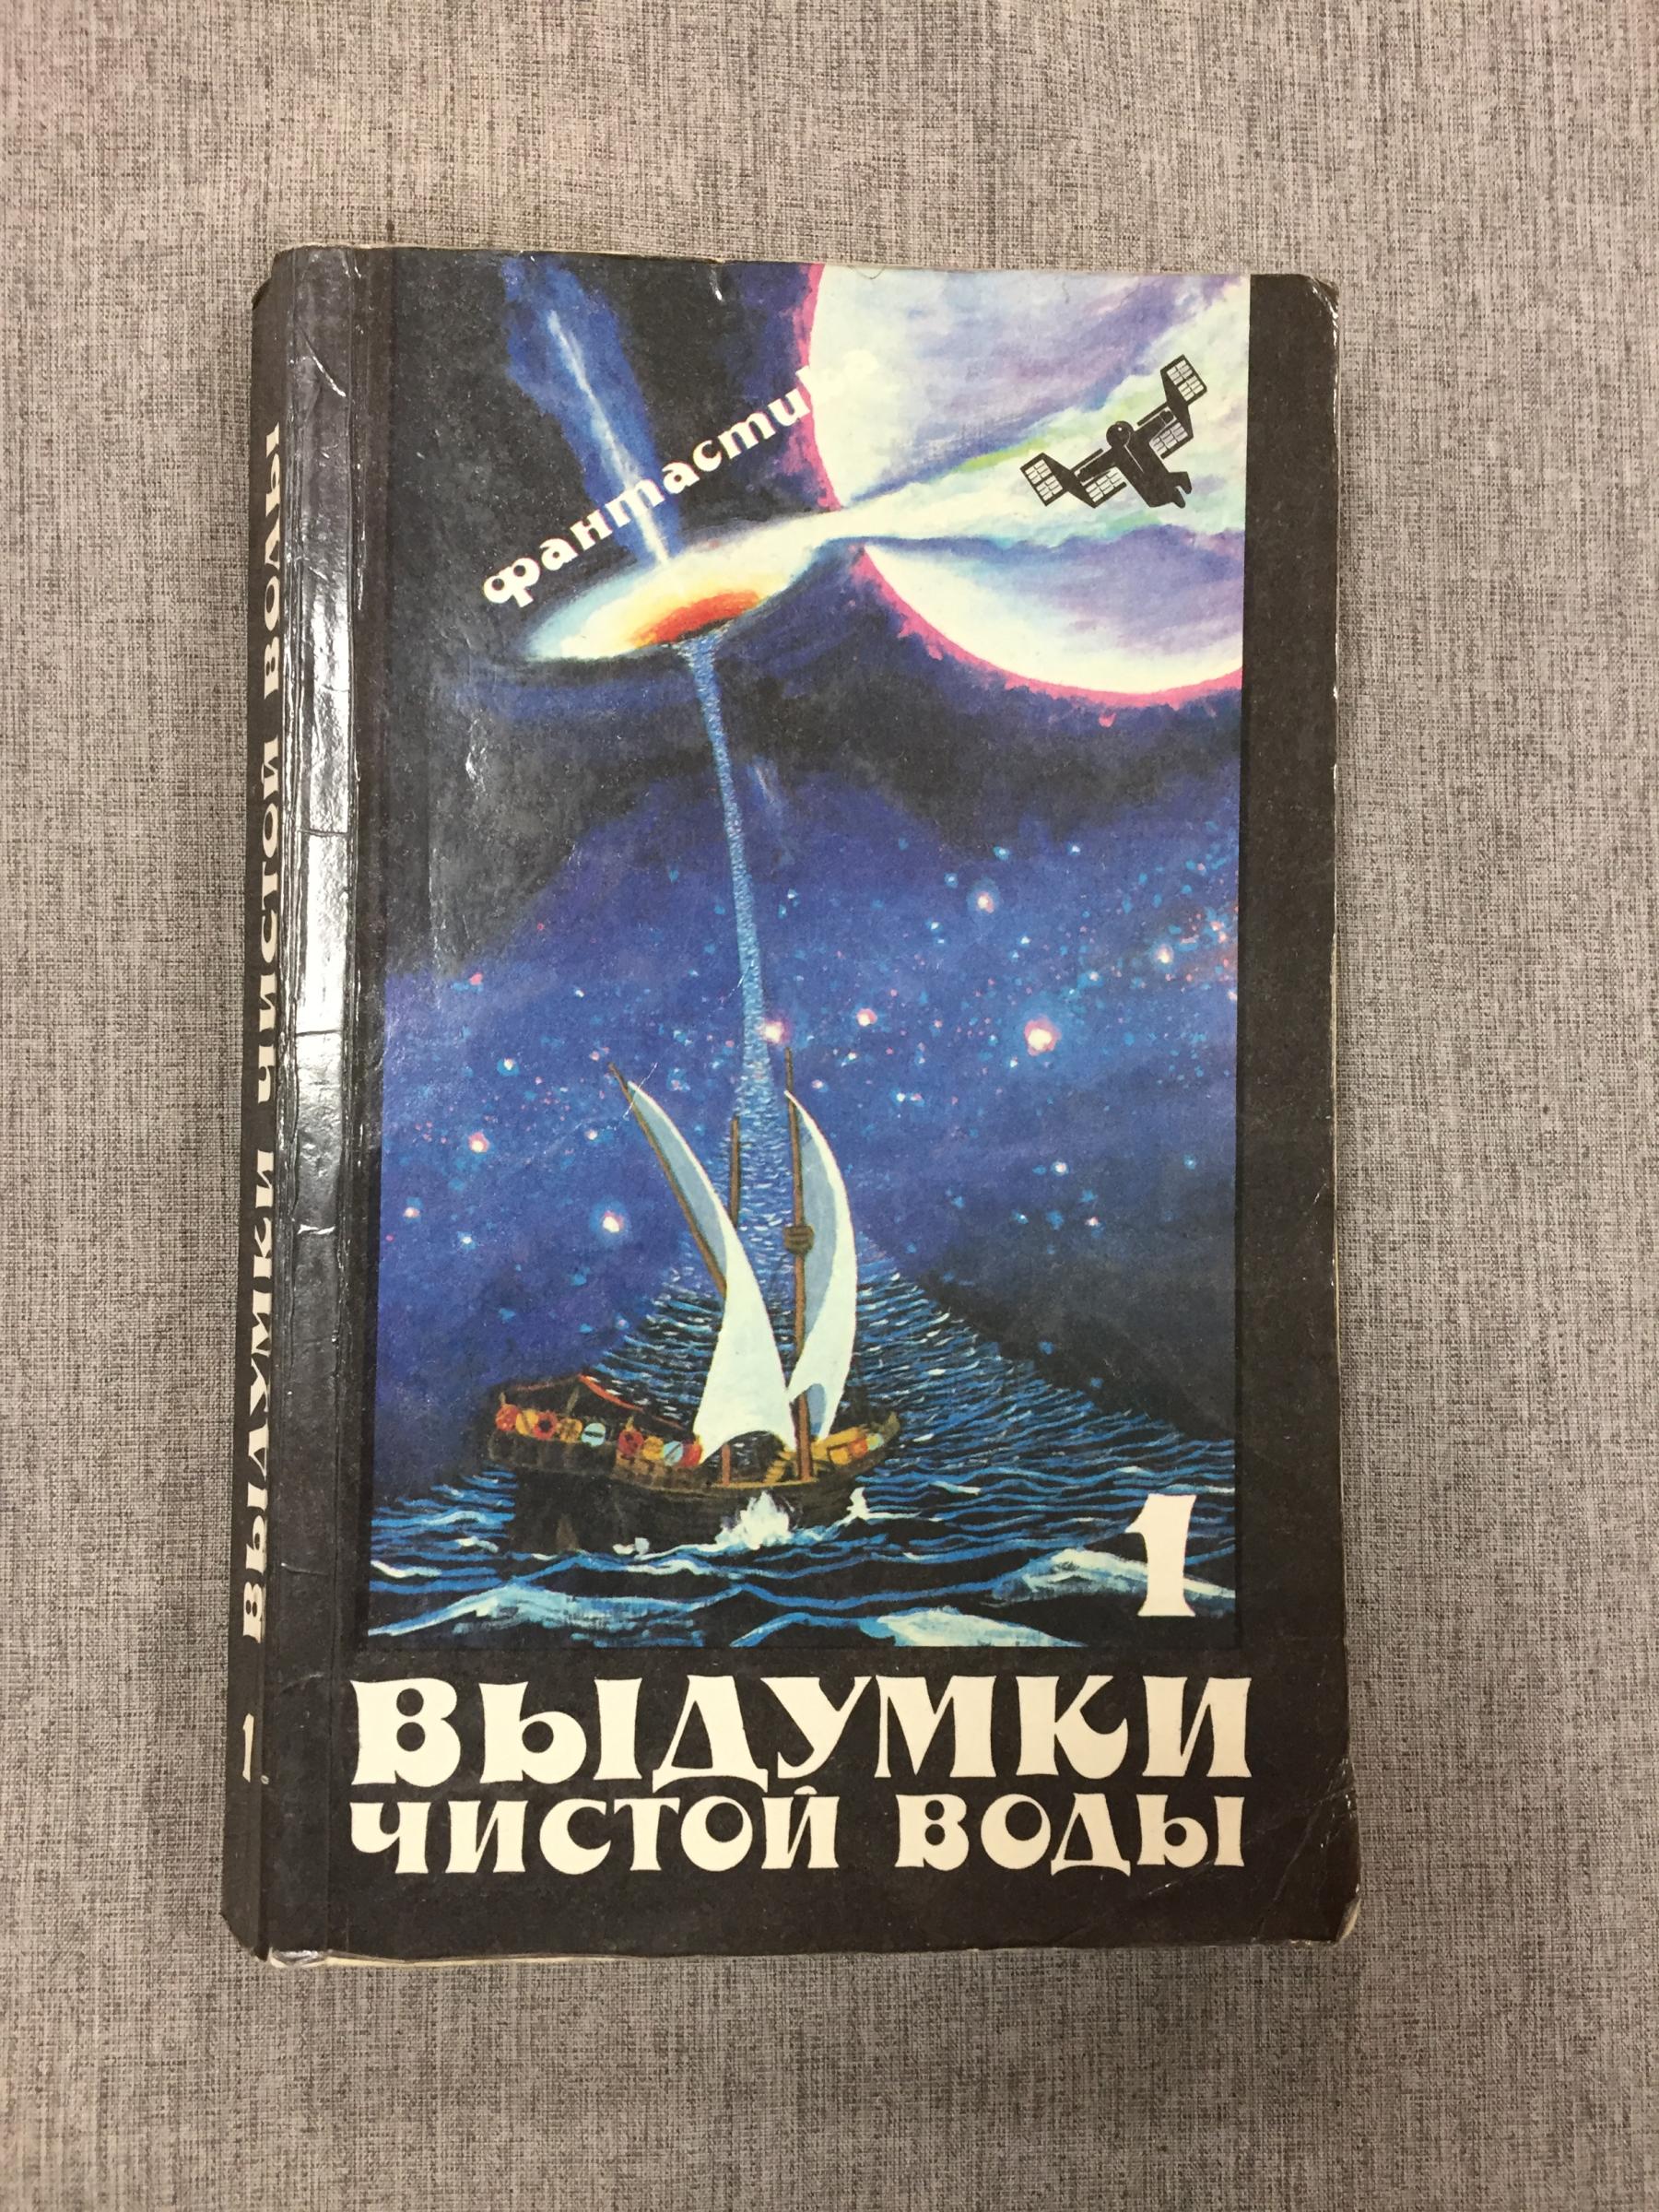 фантастика
1
ВЫДУМКИ
ЧИСТОЙ ВОДЫ
1 ВЫДУМКИ ЧИСТОЙ ВОДЫ